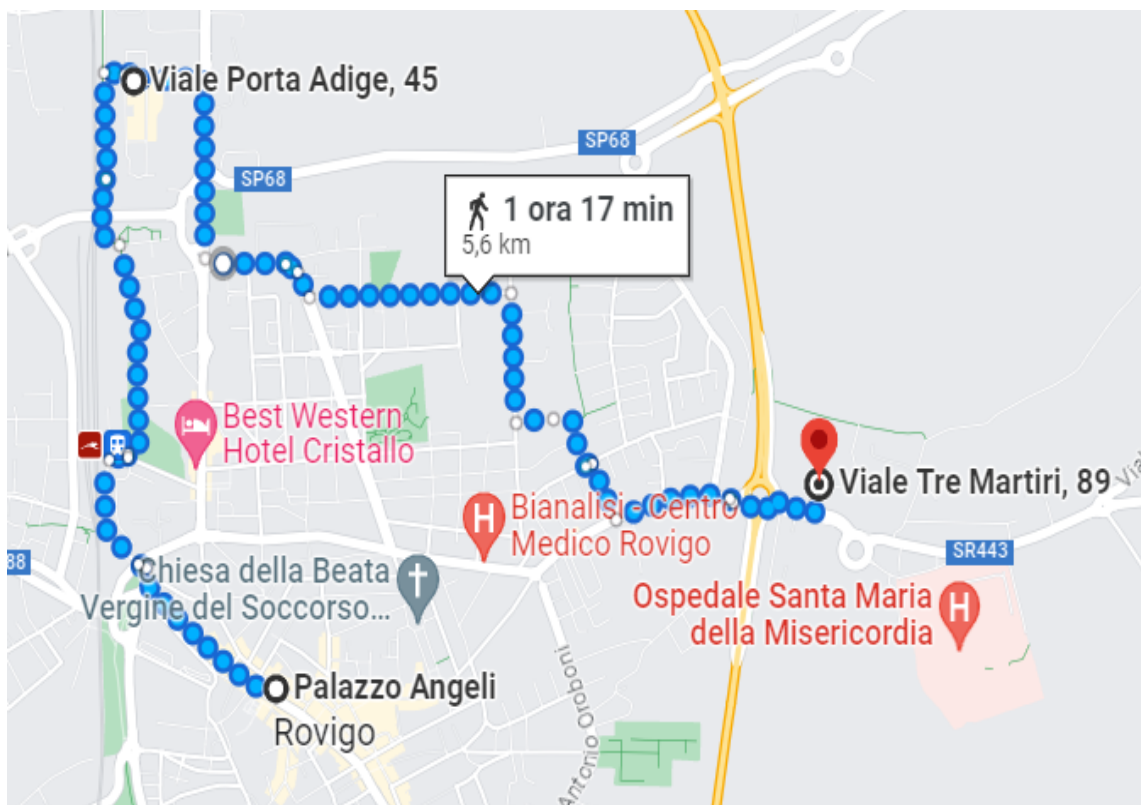 Viale Porta Adige, 45
SP68
SP68
1 ora 17 min
5,6 km
Best Western
Hotel Cristallo
Viale Tre Martiri, 89
Bianalisi - Centro
Medico Rovigo
SR443
88
Chiesa della Beata
Vergine del Soccorso...
Ospedale Santa Maria
della Misericordia
H
H
Palazzo Angeli
Rovigo
Antonio Oroboni